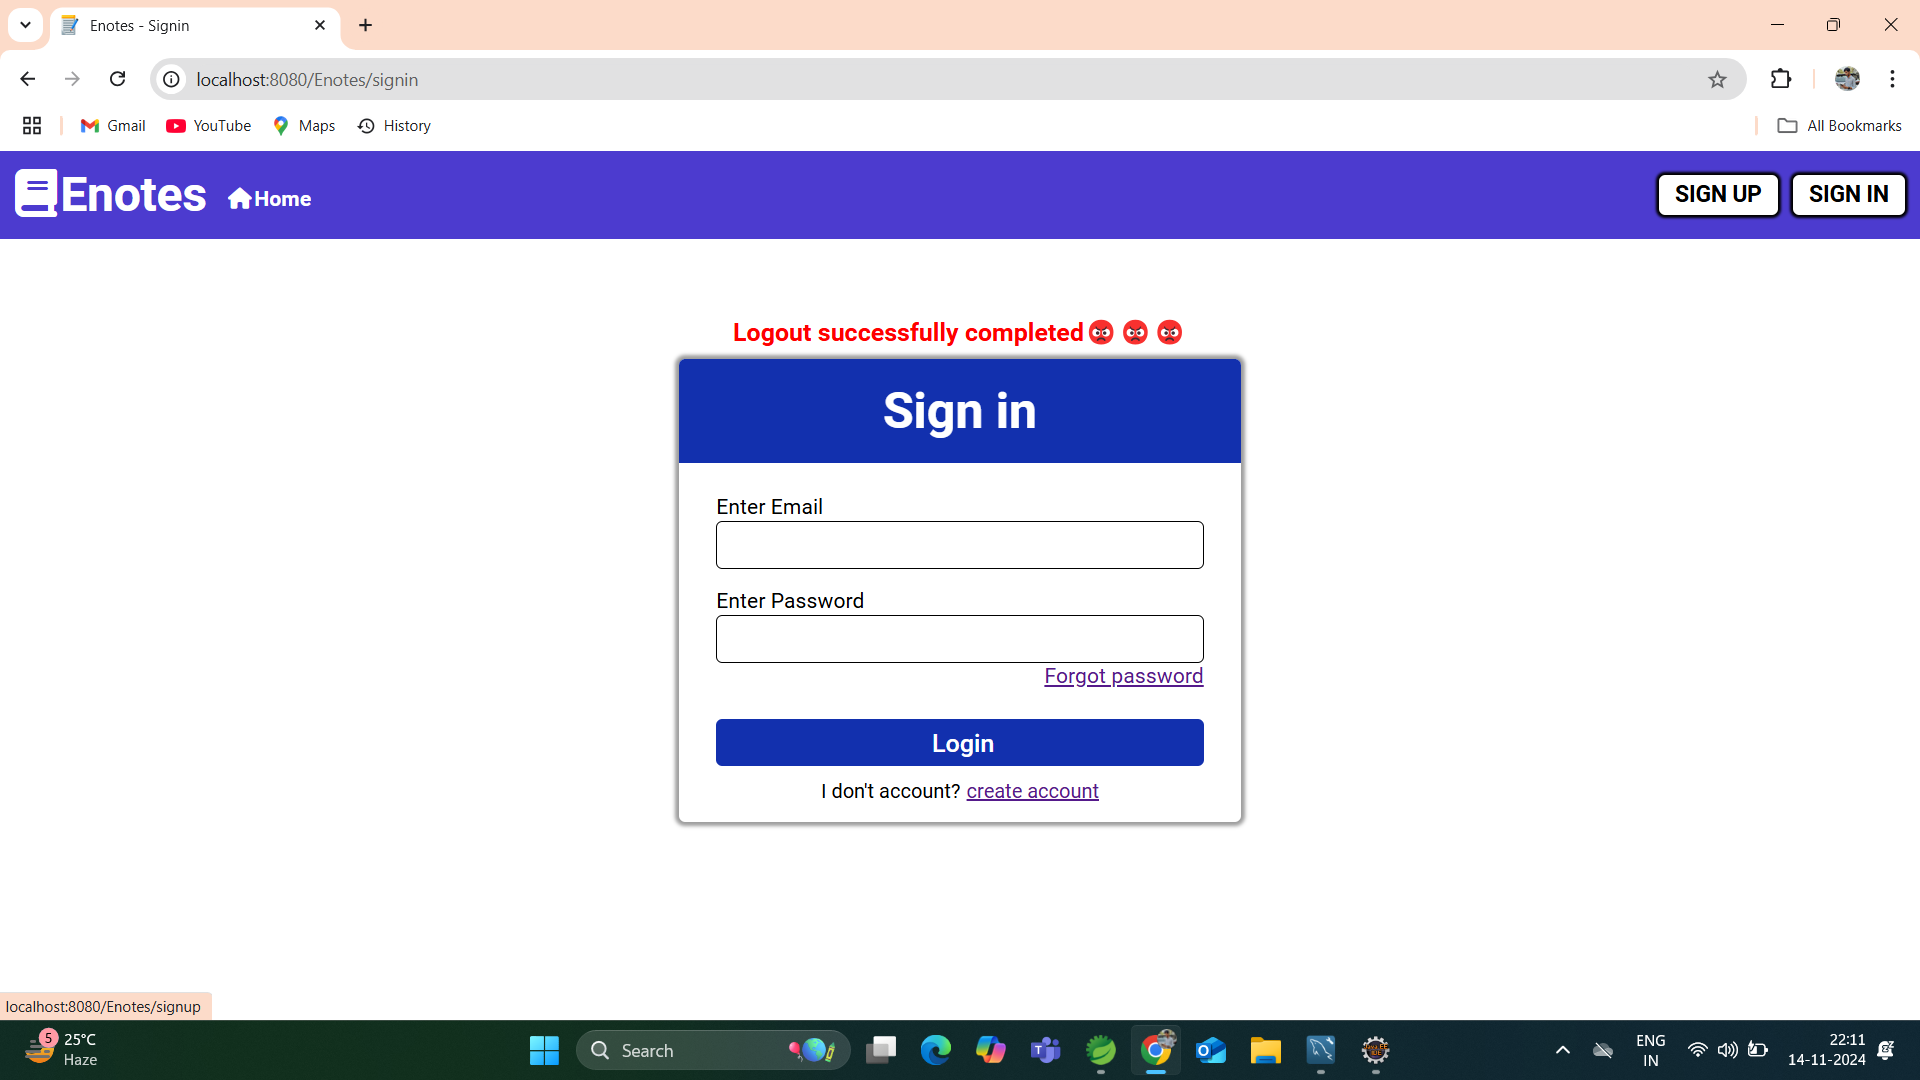 Enotes - Signin
localhost:8080/Enotes/signin
Gmail YouTube Maps History All Bookmarks
Enotes Home SIGN UP SIGN IN
Logout successfully completed😡 😡 😡
Sign in
Enter Email
Enter Password
Forgot password
Login
I don't account? create account
localhost:8080/Enotes/signup
5
25°C
Haze
Search
ENG
IN
22:11
14-11-2024